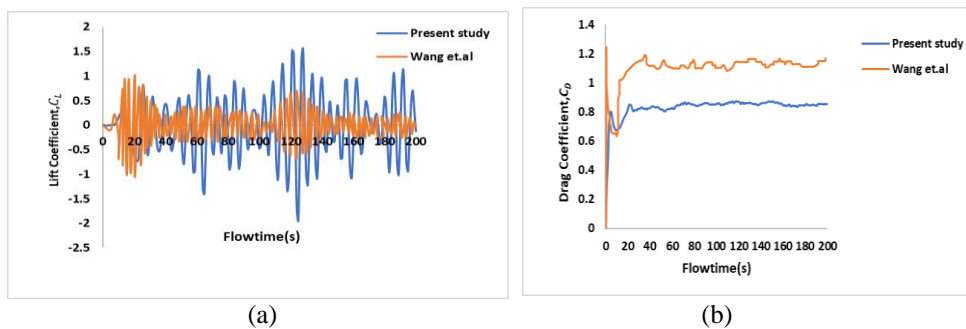 2
1.5
1
0.5
0
-0.5
-1
-1.5
-2
-2.5
0 20 40 60 80 100 120 140 160 180 200
Lift Coefficient,C_L
Flowtime(s)
Present study
Wang et.al
(a)
1.4
1.2
1
0.8
0.6
0.4
0.2
0
0 20 40 60 80 100 120 140 160 180 200
Drag Coefficient,C_D
Flowtime(s)
Present study
Wang et.al
(b)